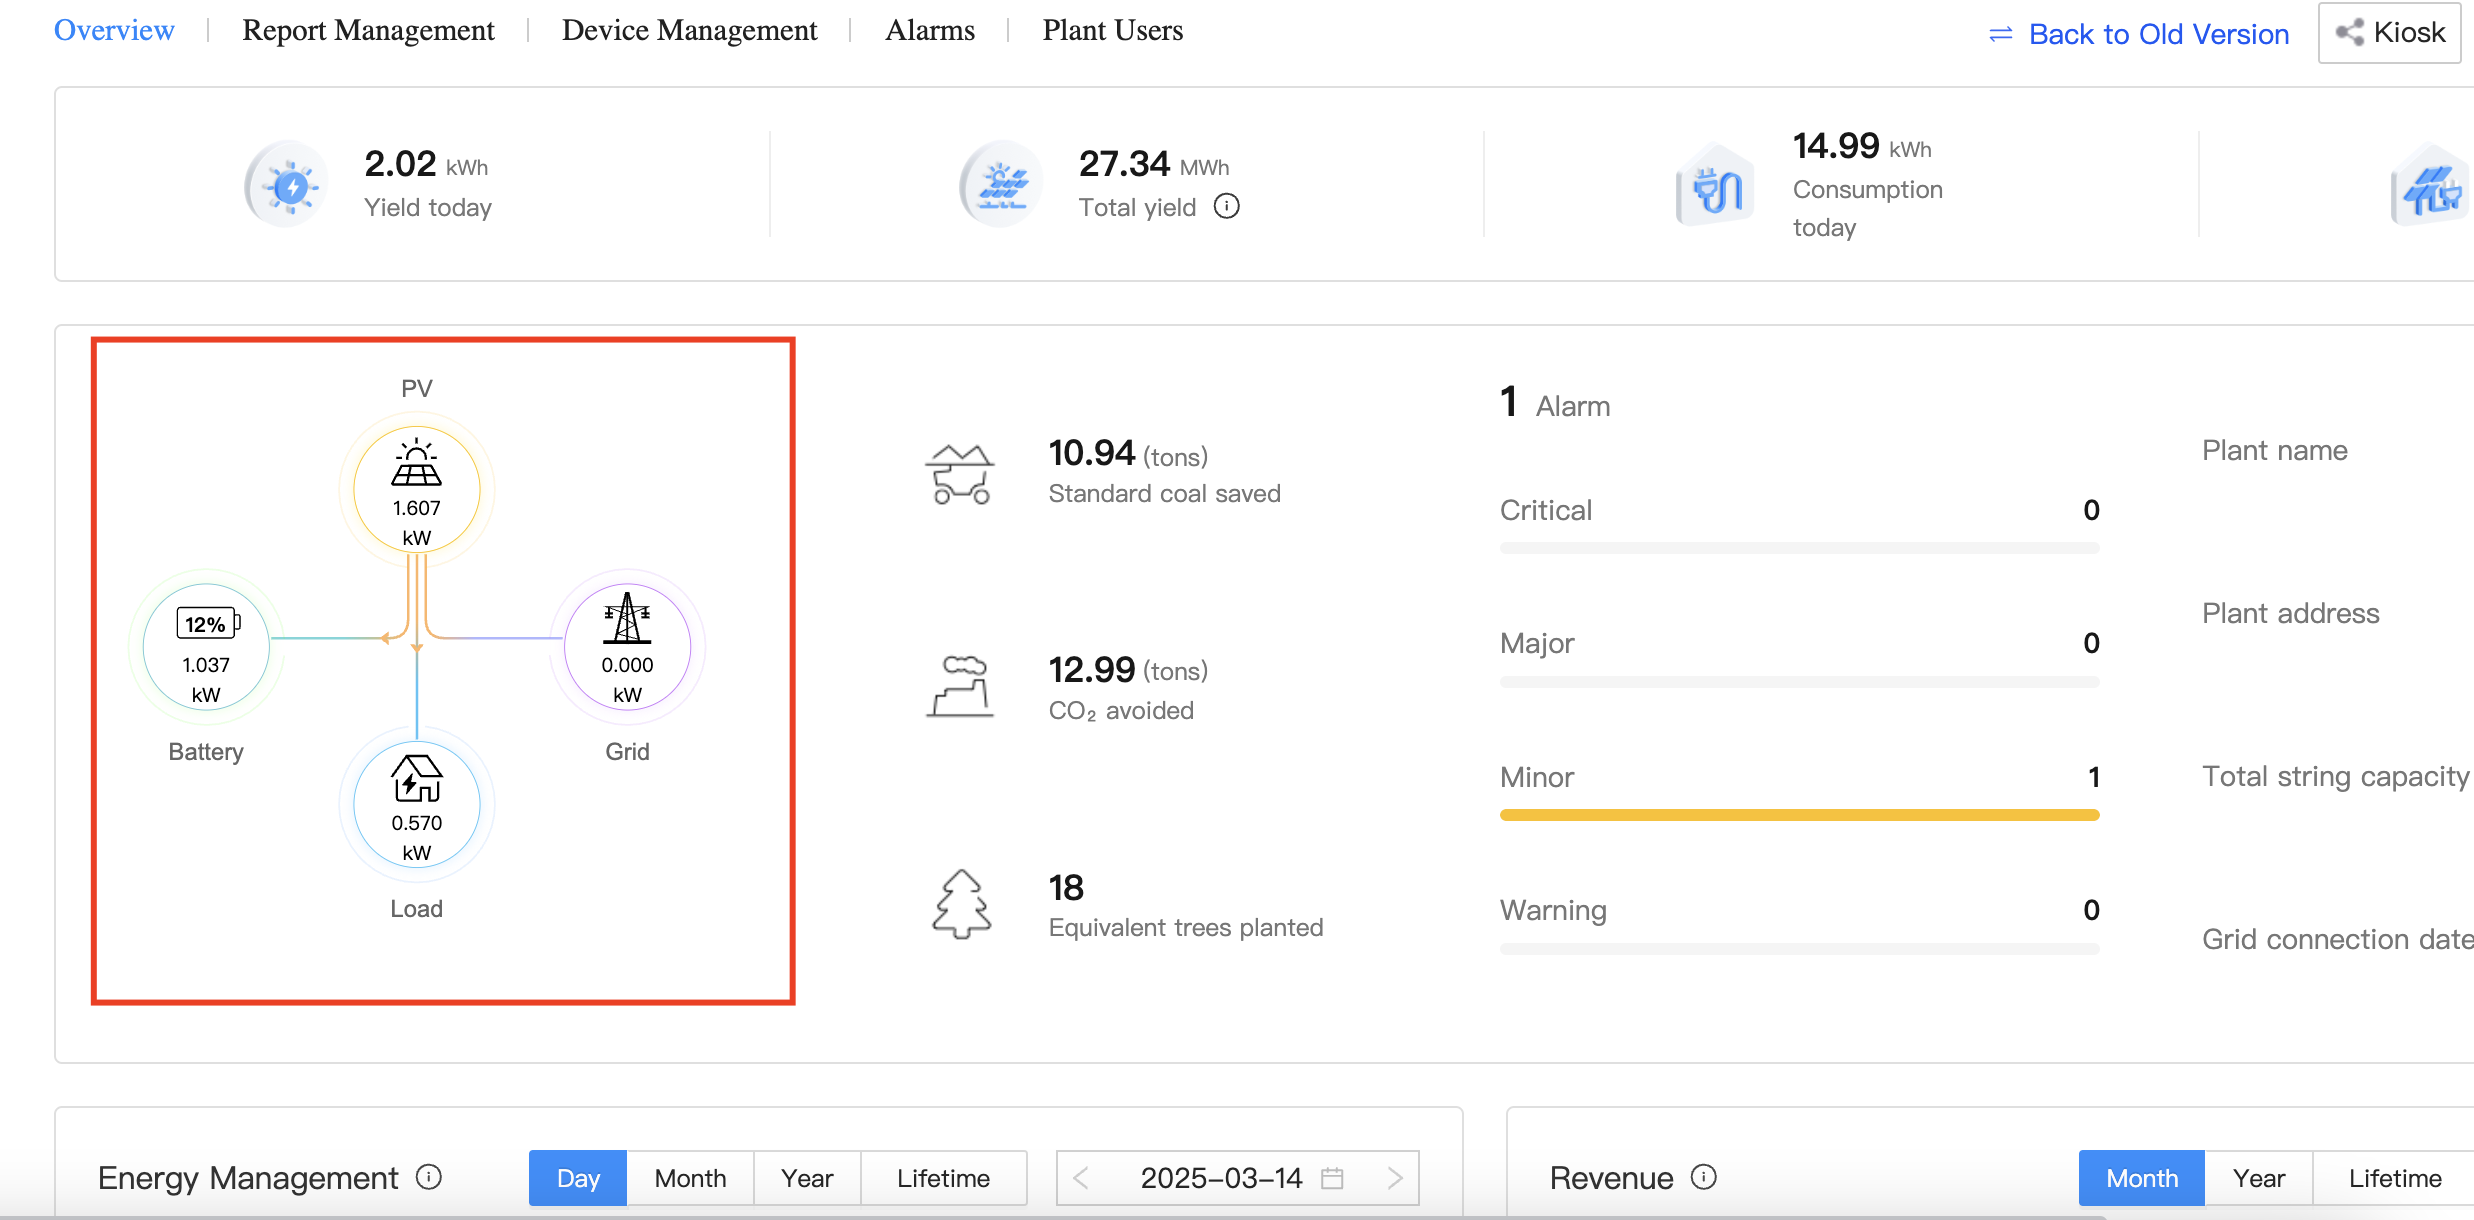 Overview
Report Management
Device Management
Alarms
Plant Users
Back to Old Version
Kiosk
2.02 kWh
Yield today
27.34 MWh
Total yield
14.99 kWh
Consumption
today
PV
1.607
kW
12%
1.037
kW
Battery
0.000
kW
Grid
0.570
kW
Load
10.94 (tons)
Standard coal saved
12.99 (tons)
CO₂ avoided
18
Equivalent trees planted
1 Alarm
Critical 0
Major 0
Minor 1
Warning 0
Plant name
Plant address
Total string capacity
Grid connection date
Energy Management
Day
Month
Year
Lifetime
2025-03-14
Revenue
Month
Year
Lifetime